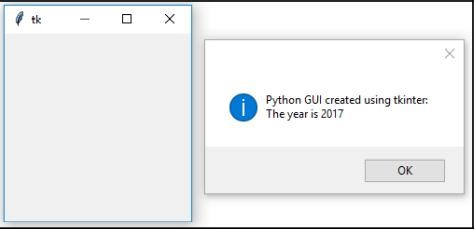 tk
Python GUI created using tkinter:
The year is 2017
OK